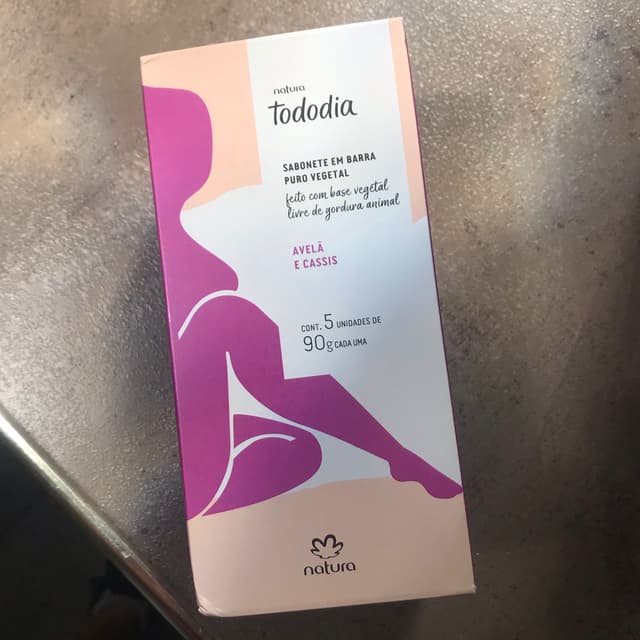 natura
tododia
SABONETE EM BARRA
PURO VEGETAL
feito com base vegetal
livre de gordura animal
AVELÃ
E CASSIS
CONT. 5 UNIDADES DE
90g CADA UMA
natura